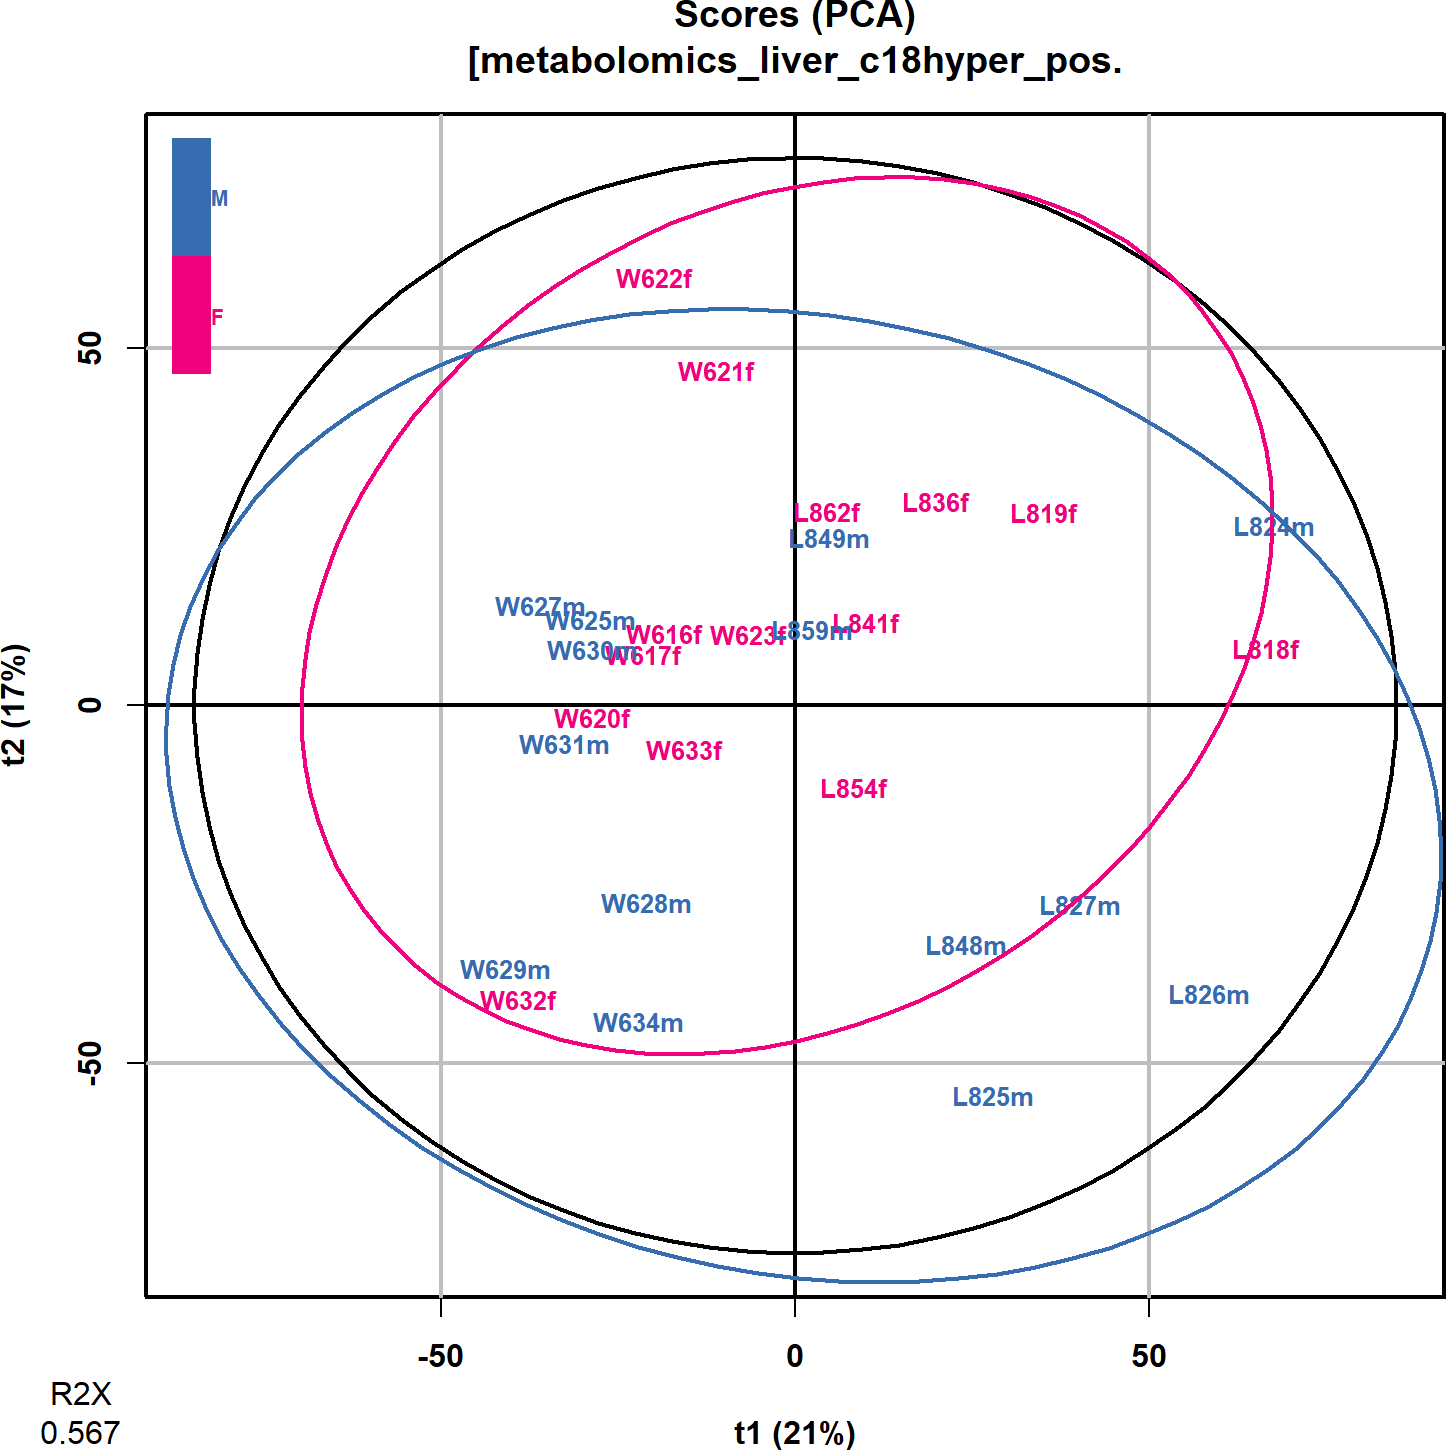 Scores (PCA)
[metabolomics_liver_c18hyper_pos.
M
F
W622f
W621f
L862f
L836f
L819f
L849m
L824m
W627m
W625m
W616f
W623f
L859m
L841f
W630m
W617f
L818f
W620f
W631m
W633f
L854f
W628m
L827m
L848m
W629m
W632f
L826m
W634m
L825m
50
0
-50
t2 (17%)
-50
0
50
R2X
0.567
t1 (21%)